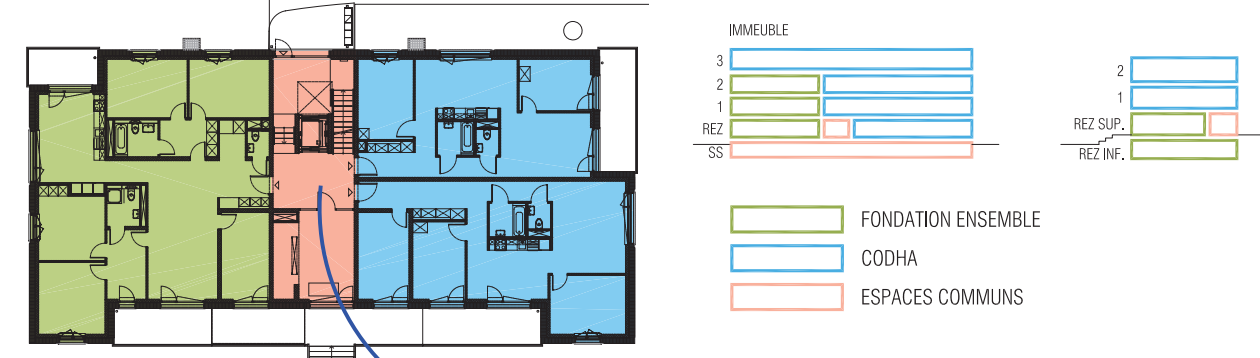 IMMEUBLE
3
2
1
REZ
SS
2
1
REZ SUP.
REZ INF.
FONDATION ENSEMBLE
CODHA
ESPACES COMMUNS